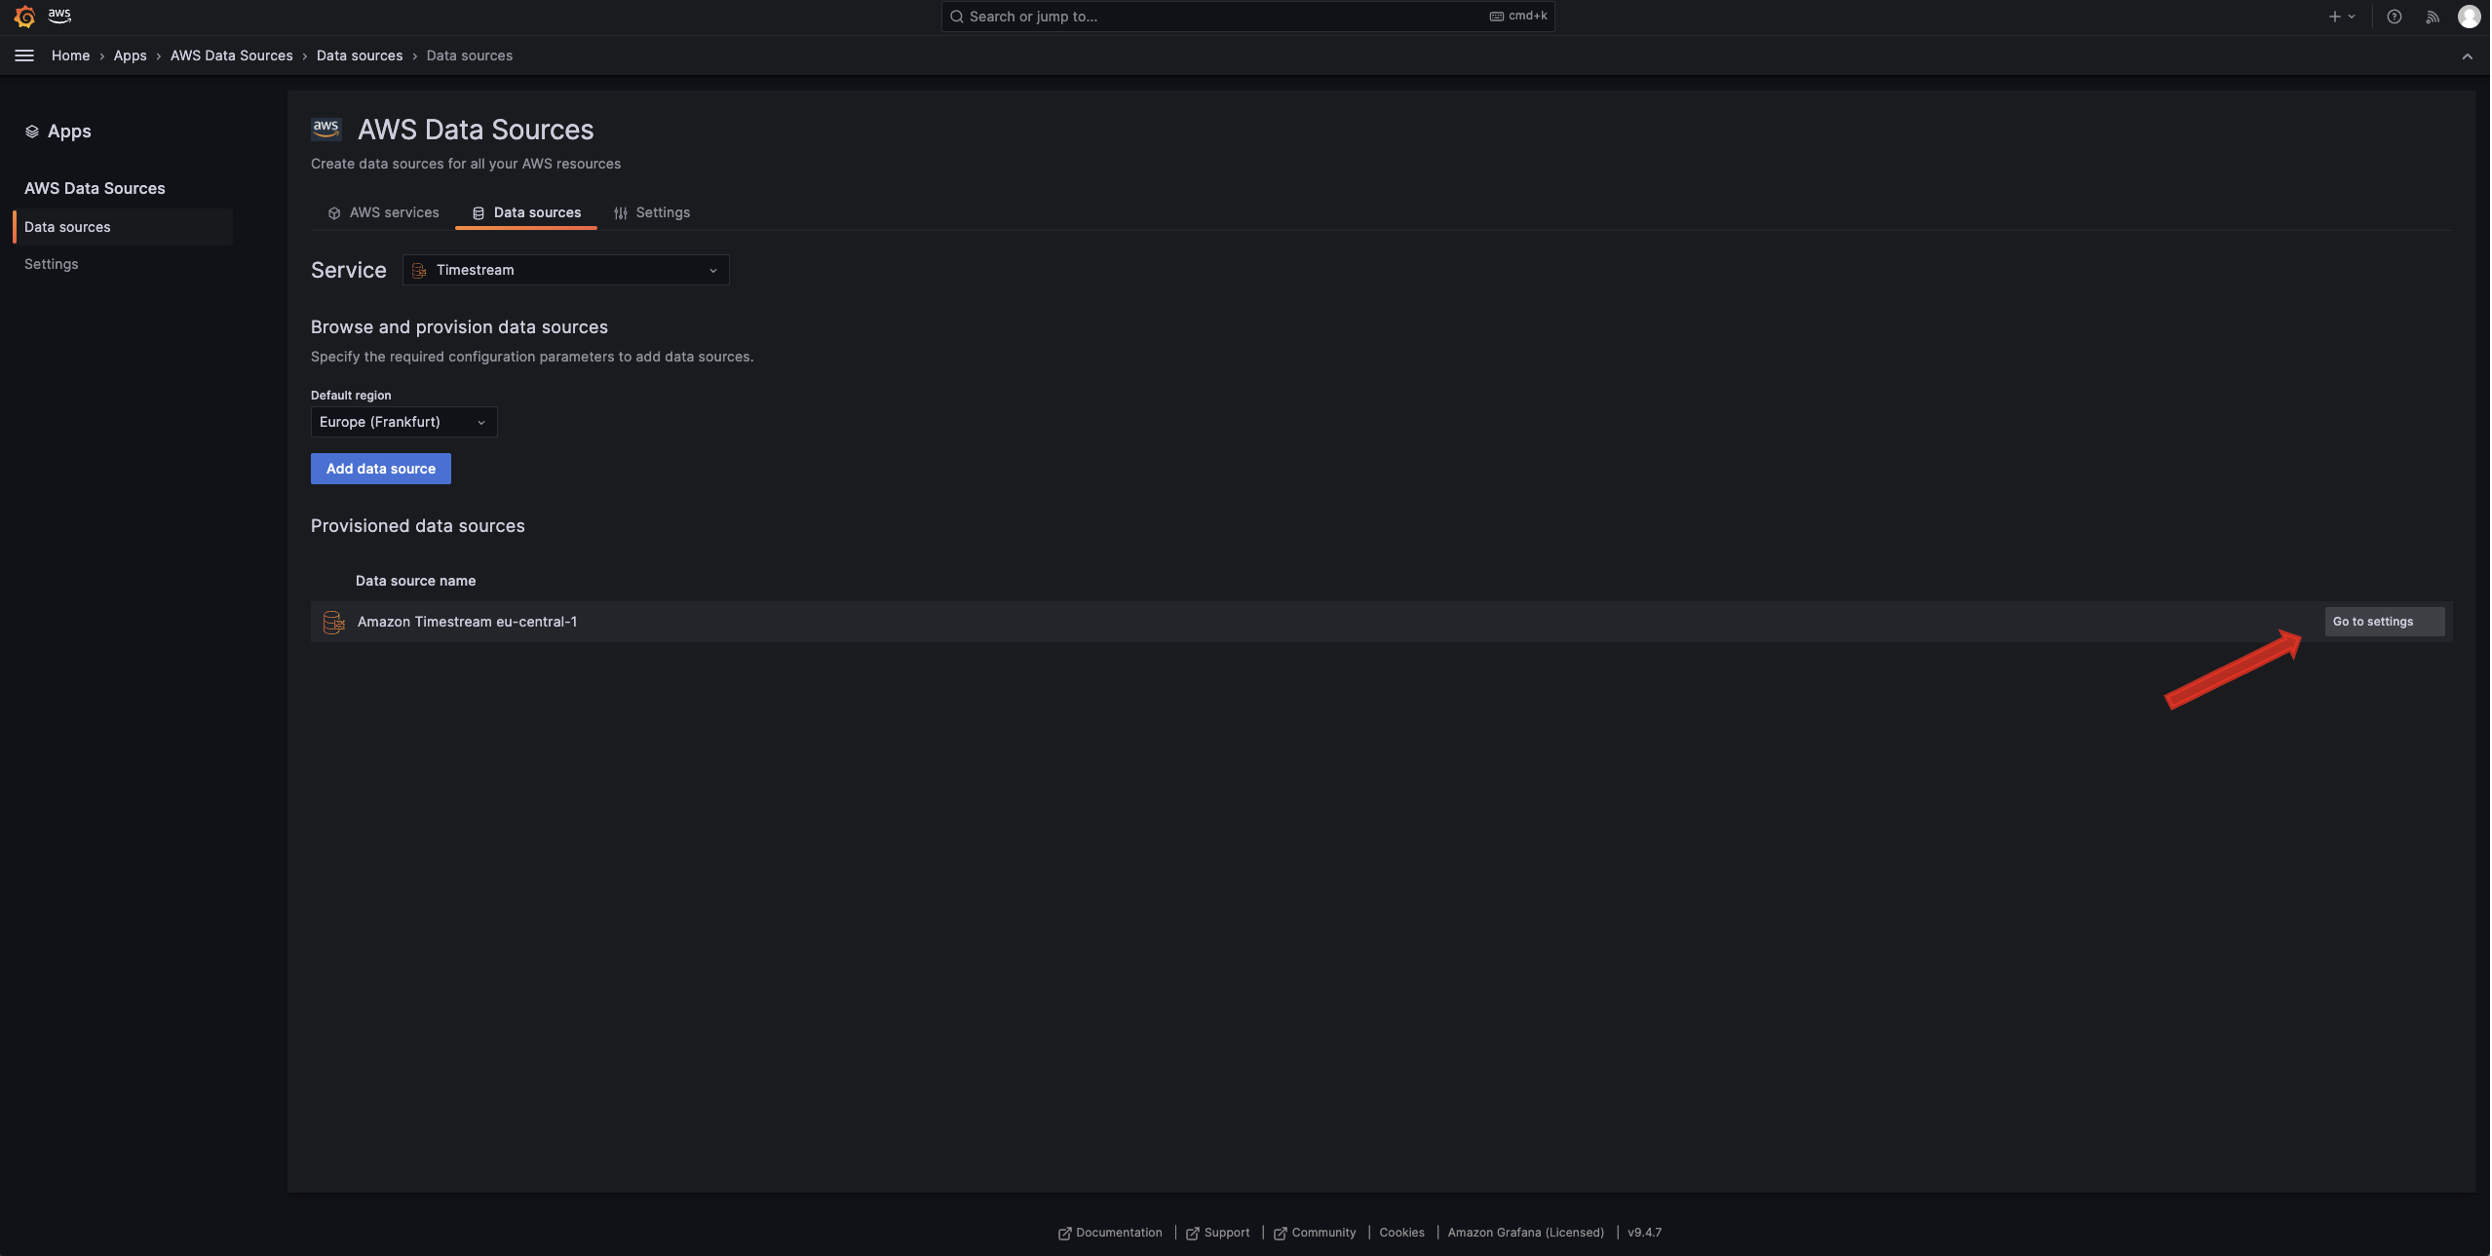 aws
Search or jump to...
cmd+k
Home › Apps › AWS Data Sources › Data sources › Data sources
Apps
AWS Data Sources
Data sources
Settings
aws
AWS Data Sources
Create data sources for all your AWS resources
AWS services
Data sources
Settings
Service
Timestream
Browse and provision data sources
Specify the required configuration parameters to add data sources.
Default region
Europe (Frankfurt)
Add data source
Provisioned data sources
Data source name
Amazon Timestream eu-central-1
Go to settings
Documentation | Support | Community | Cookies | Amazon Grafana (Licensed) | v9.4.7